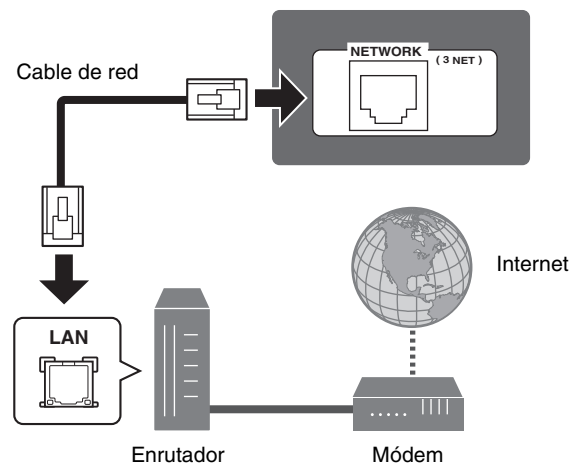 NETWORK
( 3 NET )
Cable de red
Internet
LAN
Enrutador
Módem